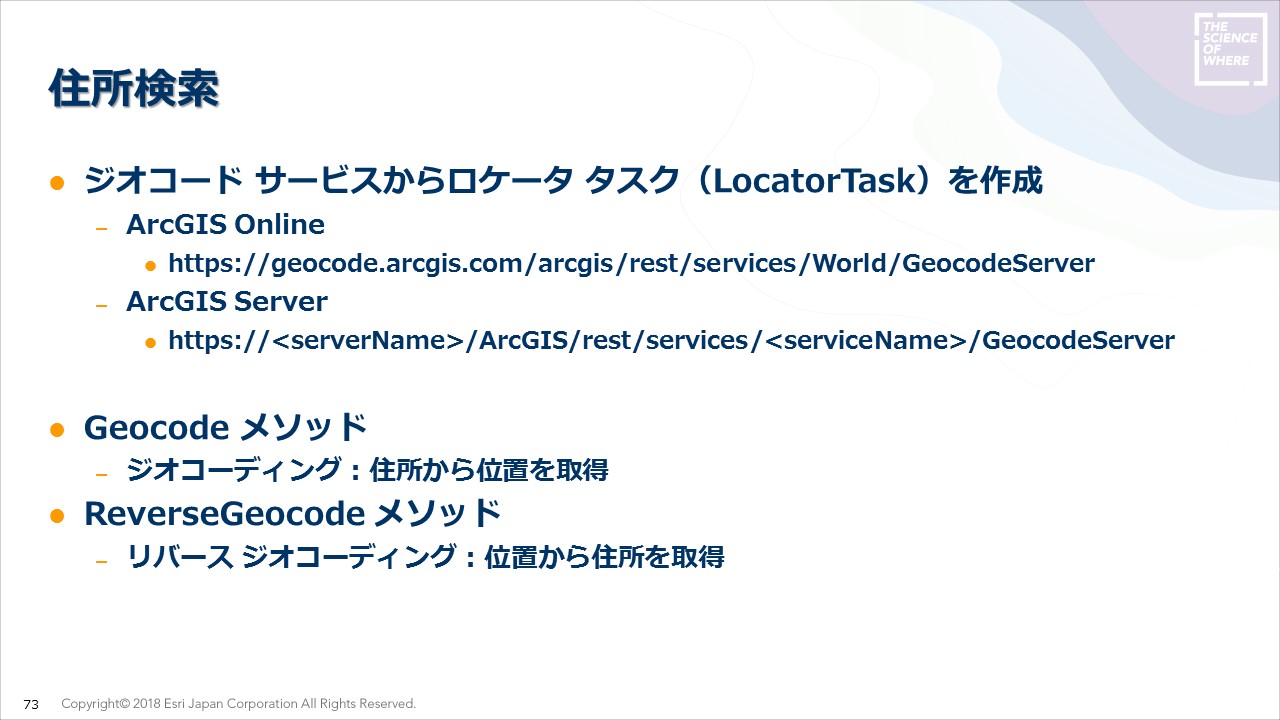 THE
SCIENCE
OF
WHERE
住所検索
● ジオコード サービスからロケータ タスク（LocatorTask）を作成
– ArcGIS Online
● https://geocode.arcgis.com/arcgis/rest/services/World/GeocodeServer
– ArcGIS Server
● https://<serverName>/ArcGIS/rest/services/<serviceName>/GeocodeServer
● Geocode メソッド
– ジオコーディング：住所から位置を取得
● ReverseGeocode メソッド
– リバース ジオコーディング：位置から住所を取得
73 Copyright© 2018 Esri Japan Corporation All Rights Reserved.